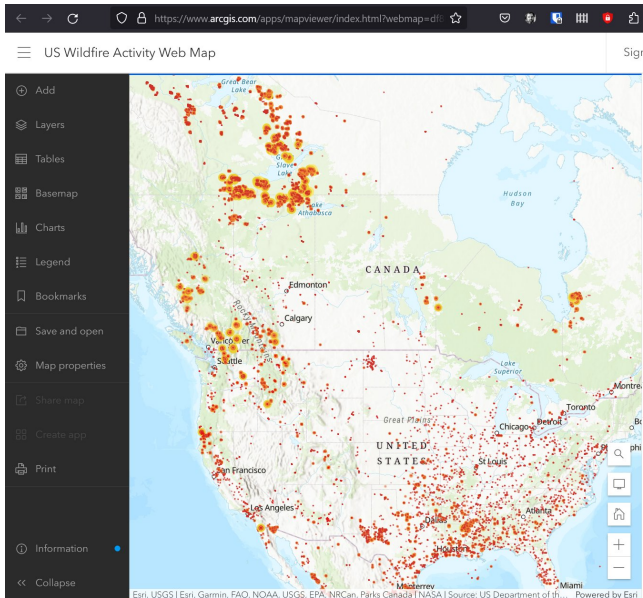 https://www.arcgis.com/apps/mapviewer/index.html?webmap=df8
US Wildfire Activity Web Map
Sig
Add
Layers
Tables
Basemap
Charts
Legend
Bookmarks
Save and open
Map properties
Share map
Create app
Print
Information
Collapse
Great Bear
Lake
Slave
Lake
Lake
Athabasca
Hudson
Bay
CANADA
Edmonton
Calgary
Rocky Mountains
Seattle
Lake
Superior
Montre
Toronto
Detroit
Chicago
Great Plains
UNITED
STATES
St Louis
San Francisco
Los Angeles
Dallas
Atlanta
Houston
Monterrey
Miami
Esri, USGS | Esri, Garmin, FAO, NOAA, USGS, EPA, NRCan, Parks Canada | NASA | Source: US Department of th...
Powered by Esri